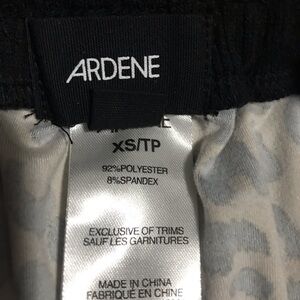 ARDENE
XS/TP
92%POLYESTER
8%SPANDEX
EXCLUSIVE OF TRIMS
SAUF LES GARNITURES
MADE IN CHINA
FABRIQUÉ EN CHINE